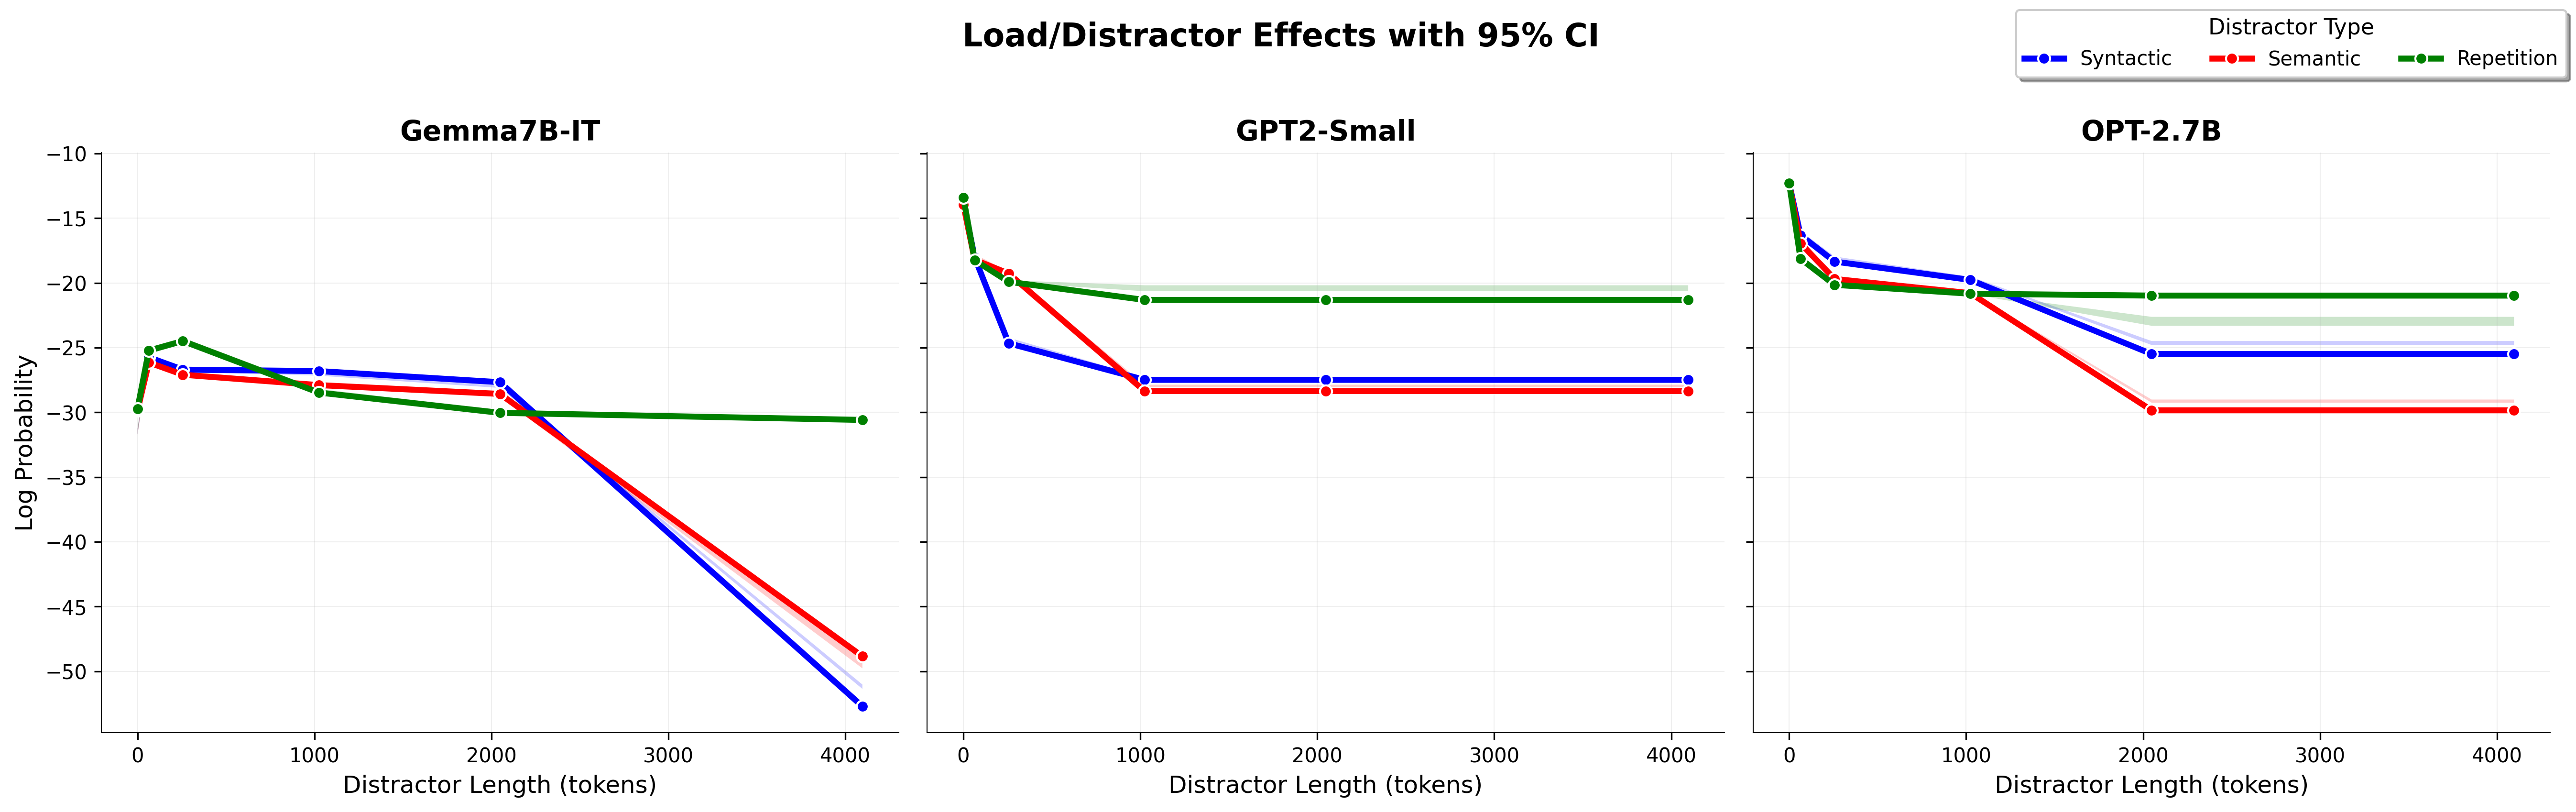 Load/Distractor Effects with 95% CI
Distractor Type
Syntactic Semantic Repetition
Gemma7B-IT GPT2-Small OPT-2.7B
−10
−15
−20
−25
−30
−35
−40
−45
−50
Log Probability
0 1000 2000 3000 4000 0 1000 2000 3000 4000 0 1000 2000 3000 4000
Distractor Length (tokens) Distractor Length (tokens) Distractor Length (tokens)